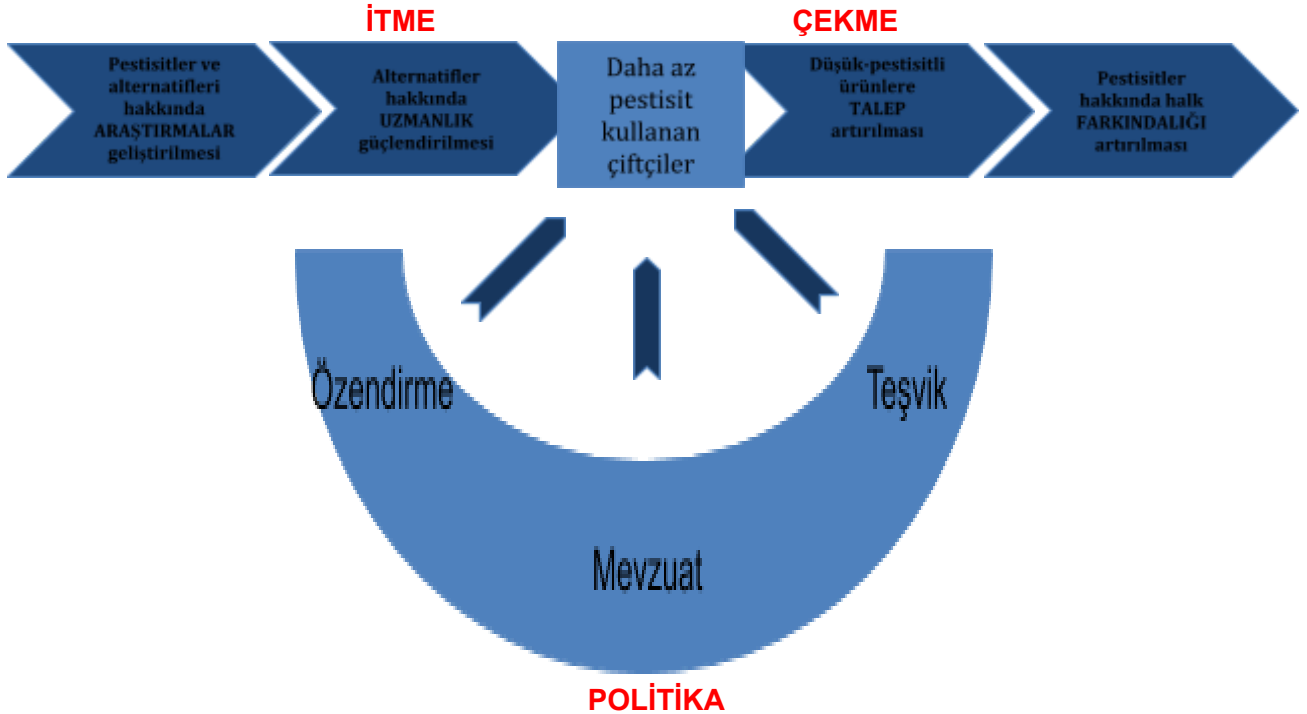 İTME
ÇEKME
Pestisitler ve
alternatifleri
hakkında
ARAŞTIRMALAR
geliştirilmesi
Alternatifler
hakkında
UZMANLIK
güçlendirilmesi
Daha az
pestisit
kullanan
çiftçiler
Düşük-pestisitli
ürünlere
TALEP
artırılması
Pestisitler
hakkında halk
FARKINDALIĞI
artırılması
Özendirme
Teşvik
Mevzuat
POLİTİKA